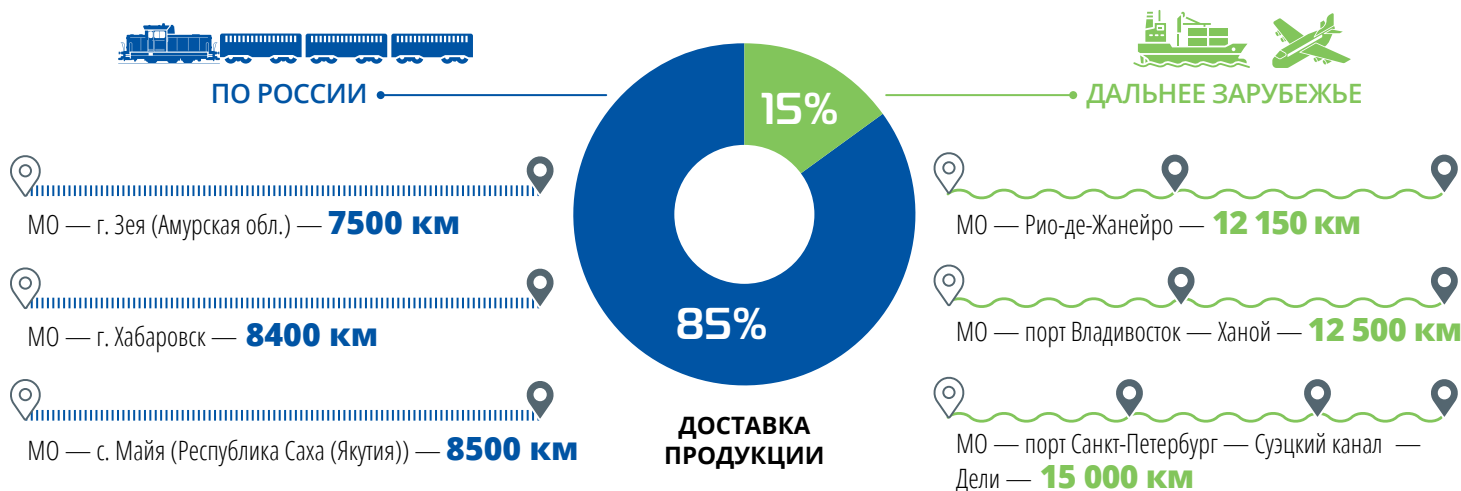 ПО РОССИИ
МО — г. Зея (Амурская обл.) — 7500 км
МО — г. Хабаровск — 8400 км
МО — с. Майя (Республика Саха (Якутия)) — 8500 км
15%
85%
ДОСТАВКА
ПРОДУКЦИИ
ДАЛЬНЕЕ ЗАРУБЕЖЬЕ
МО — Рио-де-Жанейро — 12 150 км
МО — порт Владивосток — Ханой — 12 500 км
МО — порт Санкт-Петербург — Суэцкий канал —
Дели — 15 000 км